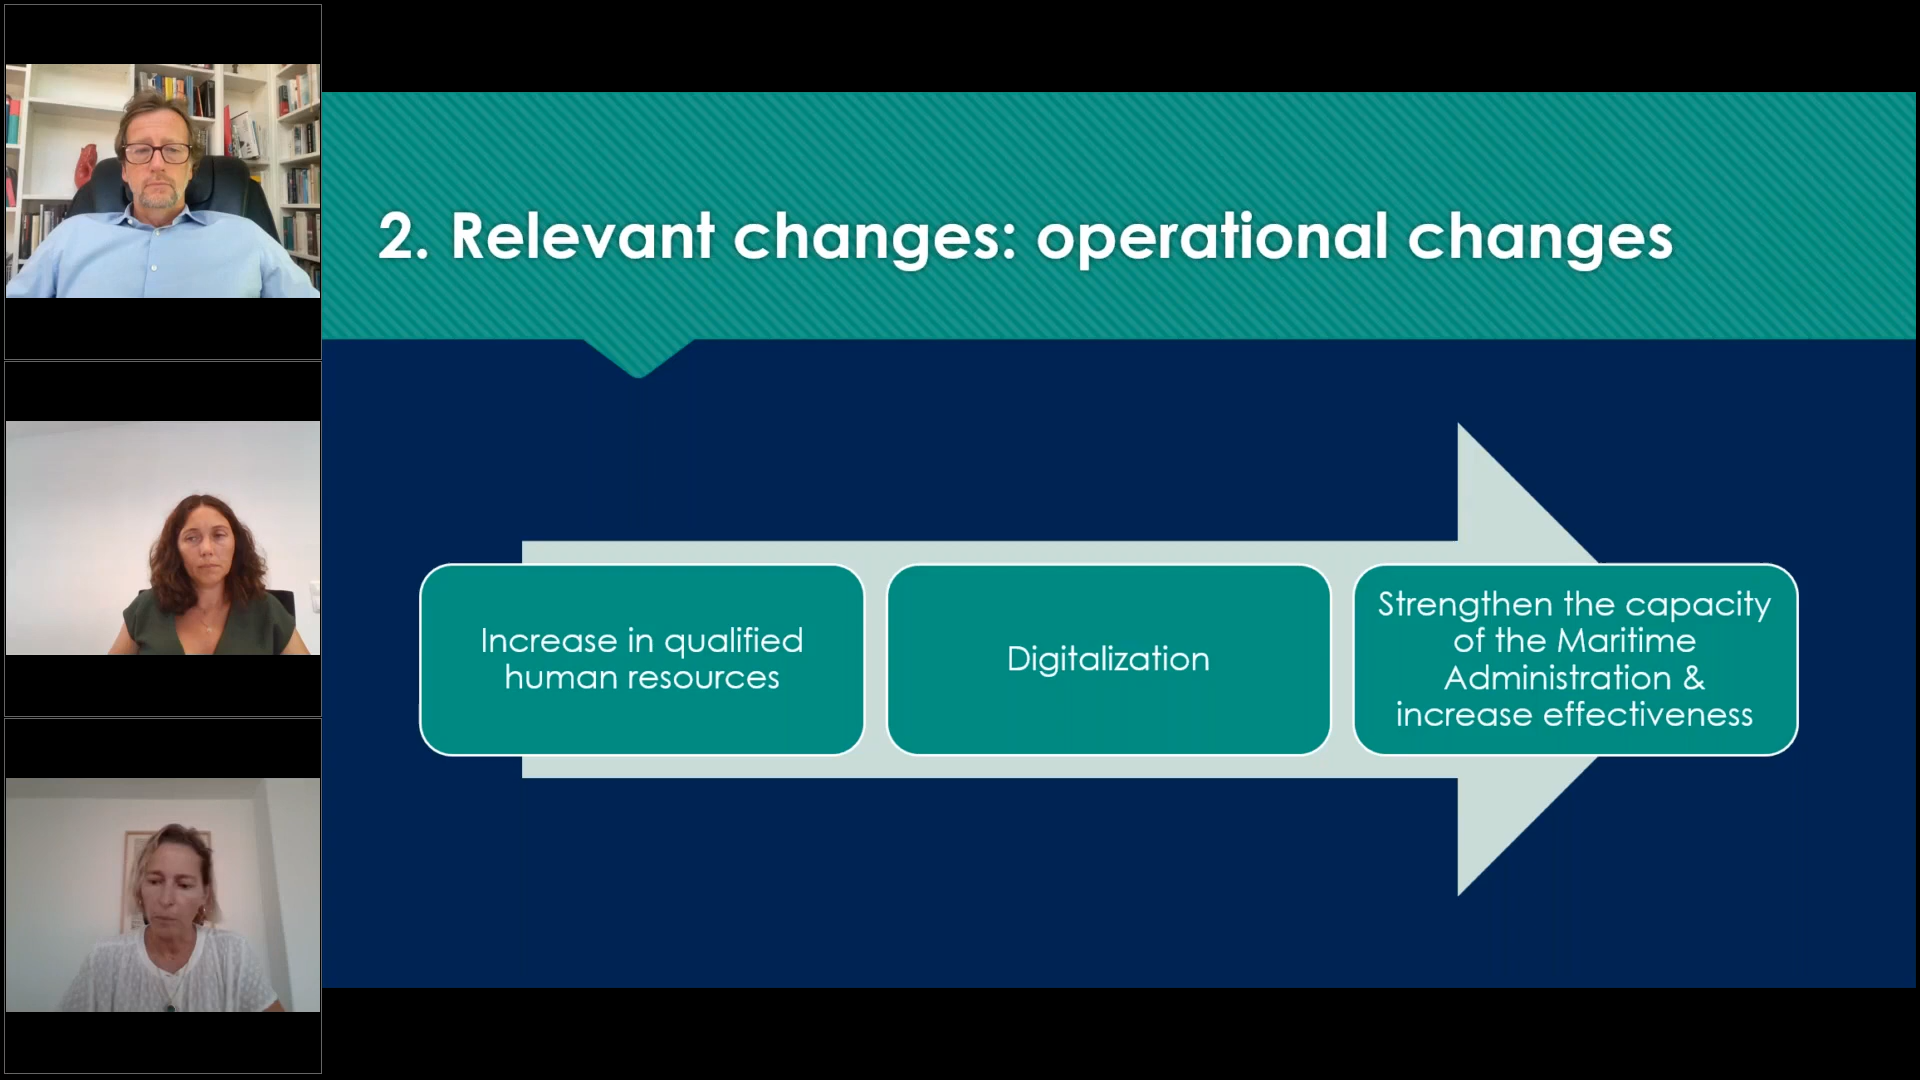 2. Relevant changes: operational changes
Increase in qualified
human resources
Digitalization
Strengthen the capacity
of the Maritime
Administration &
increase effectiveness